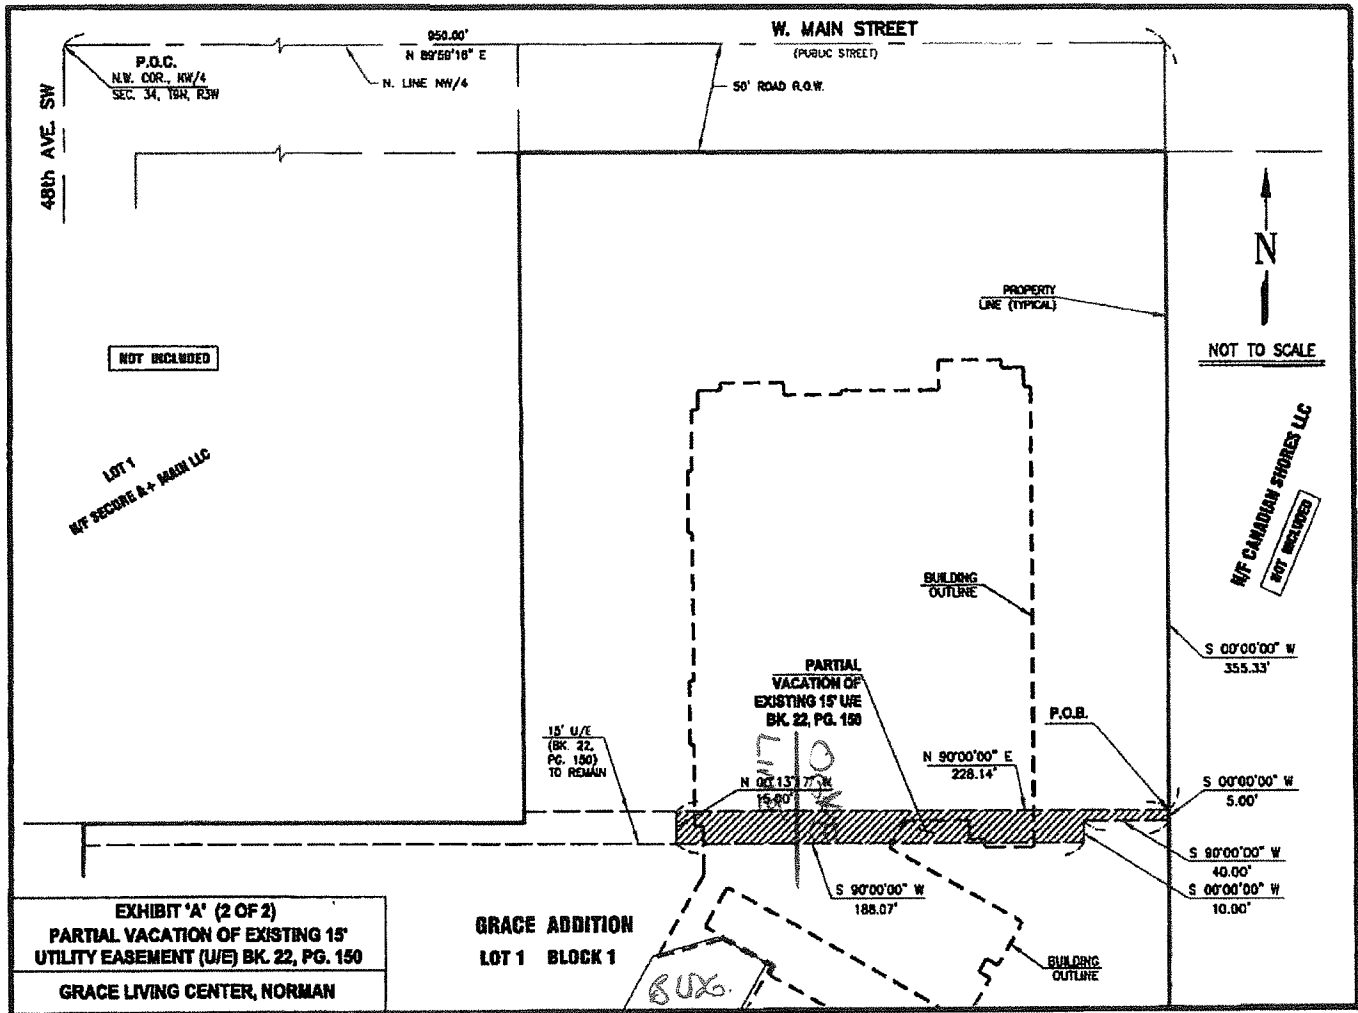 W. MAIN STREET
(PUBLIC STREET)
950.00'
N 89°59'16" E
P.O.C.
N.W. COR., NW/4
SEC. 34, T9N, R3W
N. LINE NW/4
50' ROAD R.O.W.
48th AVE. SW
N
NOT TO SCALE
PROPERTY
LINE (TYPICAL)
NOT INCLUDED
LOT 1
N/F SECURE A+ MAIN LLC
N/F CANADIAN SHORES LLC
NOT INCLUDED
BUILDING
OUTLINE
S 00°00'00" W
355.33'
PARTIAL
VACATION OF
EXISTING 15' U/E
BK. 22, PG. 150
P.O.B.
15' U/E
(BK. 22,
PG. 150)
TO REMAIN
N 90°00'00" E
228.14'
LINE
N 00°13'17" W
15.00'
S 00°00'00" W
5.00'
S 90°00'00" W
40.00'
S 00°00'00" W
10.00'
S 90°00'00" W
188.07'
EXHIBIT 'A' (2 OF 2)
PARTIAL VACATION OF EXISTING 15'
UTILITY EASEMENT (U/E) BK. 22, PG. 150
GRACE LIVING CENTER, NORMAN
GRACE ADDITION
LOT 1 BLOCK 1
BLDG.
BUILDING
OUTLINE